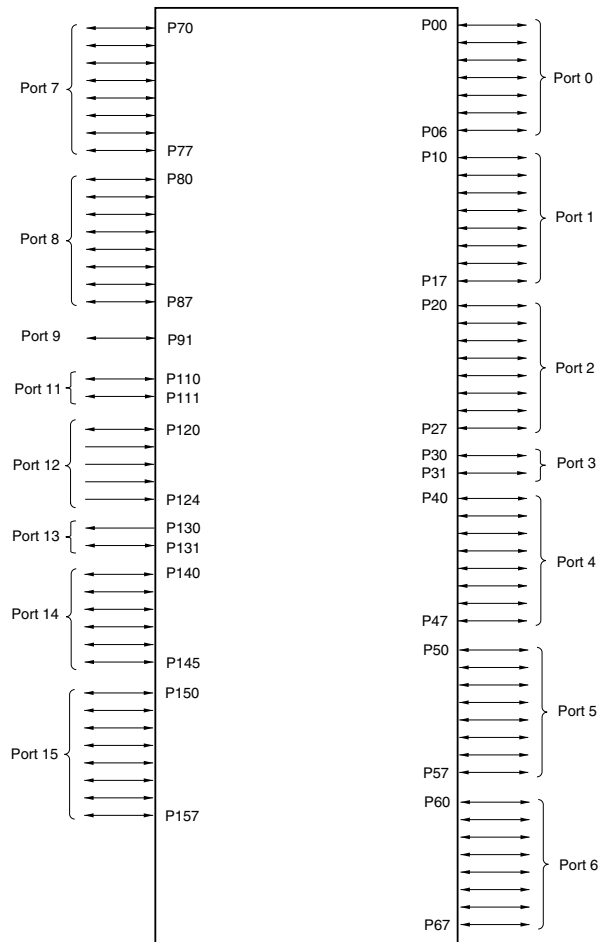 P70
Port 7
P77
P80
Port 8
P87
Port 9
P91
Port 11
P110
P111
P120
Port 12
P124
Port 13
P130
P131
P140
Port 14
P145
P150
Port 15
P157
P00
Port 0
P06
P10
Port 1
P17
P20
Port 2
P27
P30
Port 3
P31
P40
Port 4
P47
P50
Port 5
P57
P60
Port 6
P67